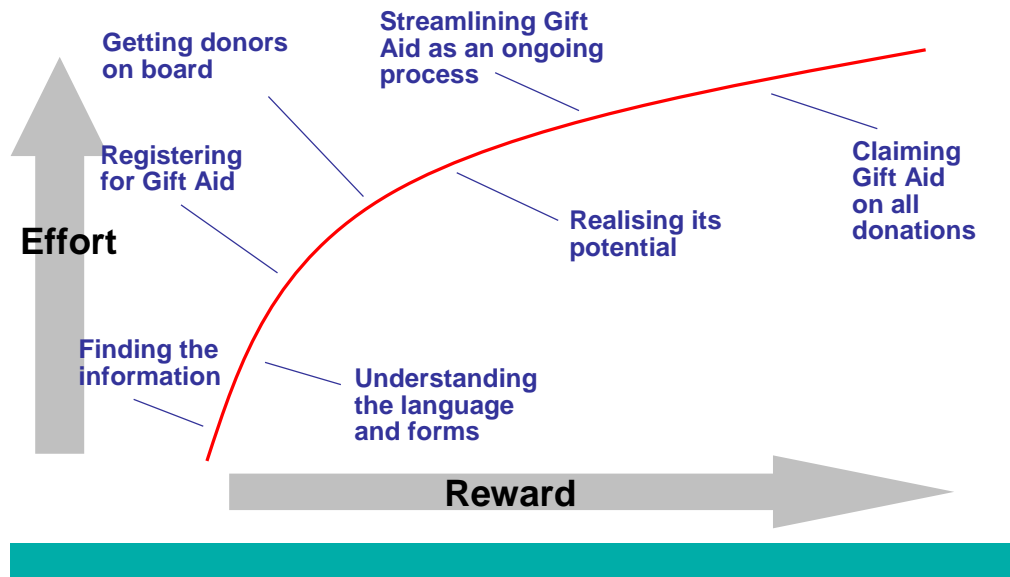 Streamlining Gift
Aid as an ongoing
process
Getting donors
on board
Registering
for Gift Aid
Claiming
Gift Aid
on all
donations
Realising its
potential
Effort
Finding the
information
Understanding
the language
and forms
Reward